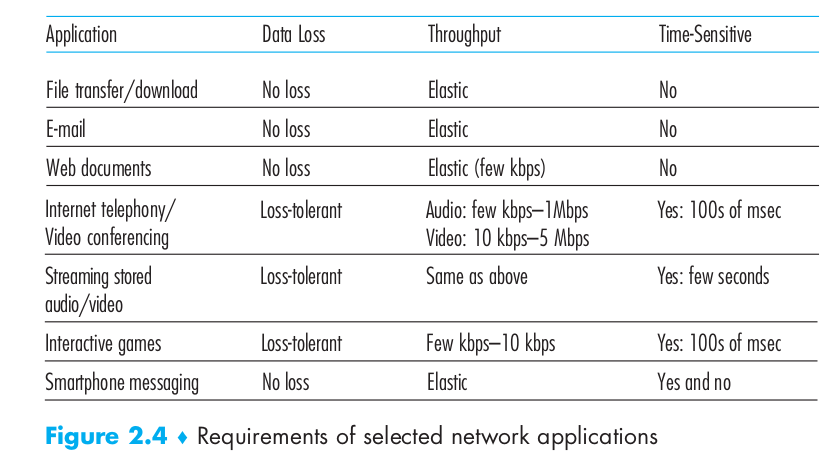 Application Data Loss Throughput Time-Sensitive
File transfer/download No loss Elastic No
E-mail No loss Elastic No
Web documents No loss Elastic (few kbps) No
Internet telephony/ Loss-tolerant Audio: few kbps–1Mbps Yes: 100s of msec
Video conferencing Video: 10 kbps–5 Mbps
Streaming stored Loss-tolerant Same as above Yes: few seconds
audio/video
Interactive games Loss-tolerant Few kbps–10 kbps Yes: 100s of msec
Smartphone messaging No loss Elastic Yes and no
Figure 2.4 ♦ Requirements of selected network applications